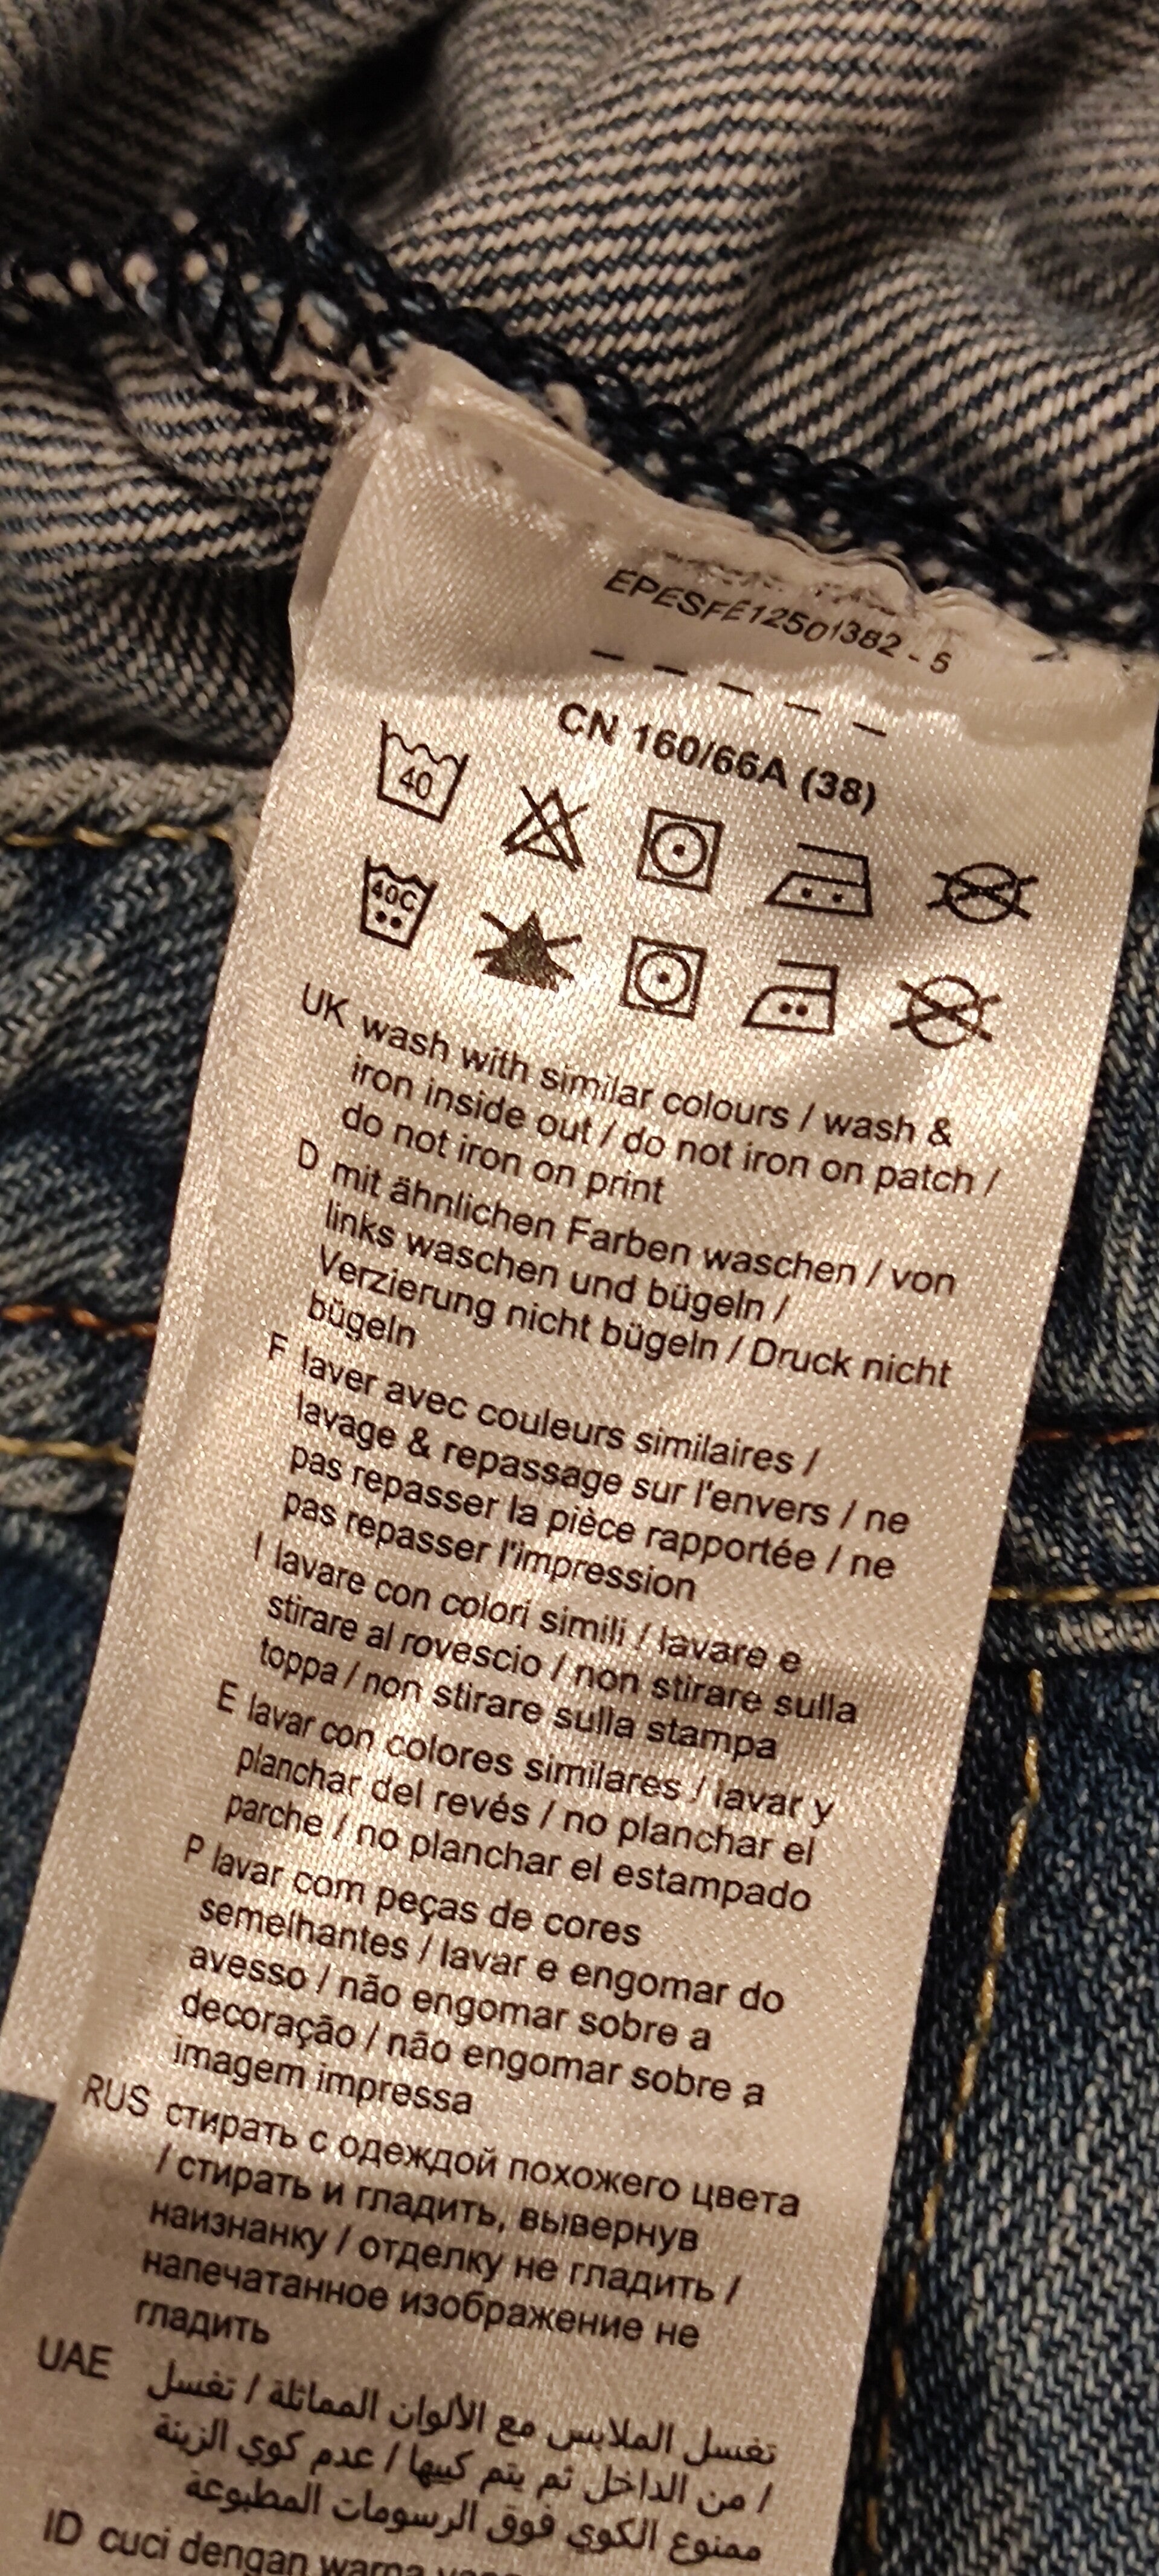 EPESFE12501382 - 5
CN 160/66A (38)
40
40C
UK wash with similar colours / wash &
iron inside out / do not iron on patch /
do not iron on print
D mit ähnlichen Farben waschen / von
links waschen und bügeln /
Verzierung nicht bügeln / Druck nicht
bügeln
F laver avec couleurs similaires /
lavage & repassage sur l'envers / ne
pas repasser la pièce rapportée / ne
pas repasser l'impression
I lavare con colori simili / lavare e
stirare al rovescio / non stirare sulla
toppa / non stirare sulla stampa
E lavar con colores similares / lavar y
planchar del revés / no planchar el
parche / no planchar el estampado
P lavar com peças de cores
semelhantes / lavar e engomar do
avesso / não engomar sobre a
decoração / não engomar sobre a
imagem impressa
RUS стирать с одеждой похожего цвета
/ стирать и гладить, вывернув
наизнанку / отделку не гладить /
напечатанное изображение не
гладить
UAE تغسل الملابس مع الألوان المماثلة / تغسل
من الداخل ثم يتم كيها / عدم كوي الزينة /
ممنوع الكوي فوق الرسومات المطبوعة
ID cuci dengan warna